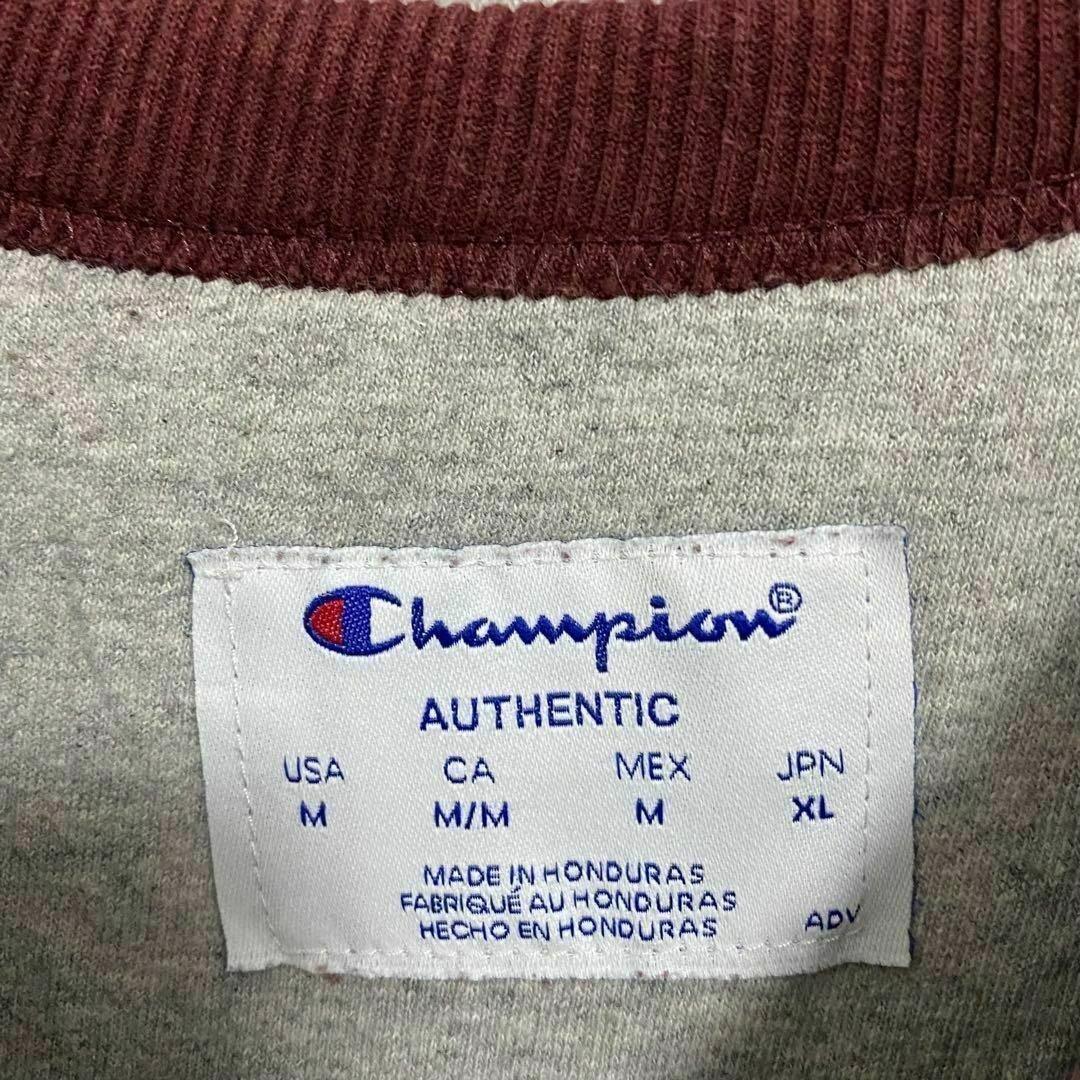 Champion®
AUTHENTIC
USA CA MEX JPN
M M/M M XL
MADE IN HONDURAS
FABRIQUÉ AU HONDURAS
HECHO EN HONDURAS
ADV